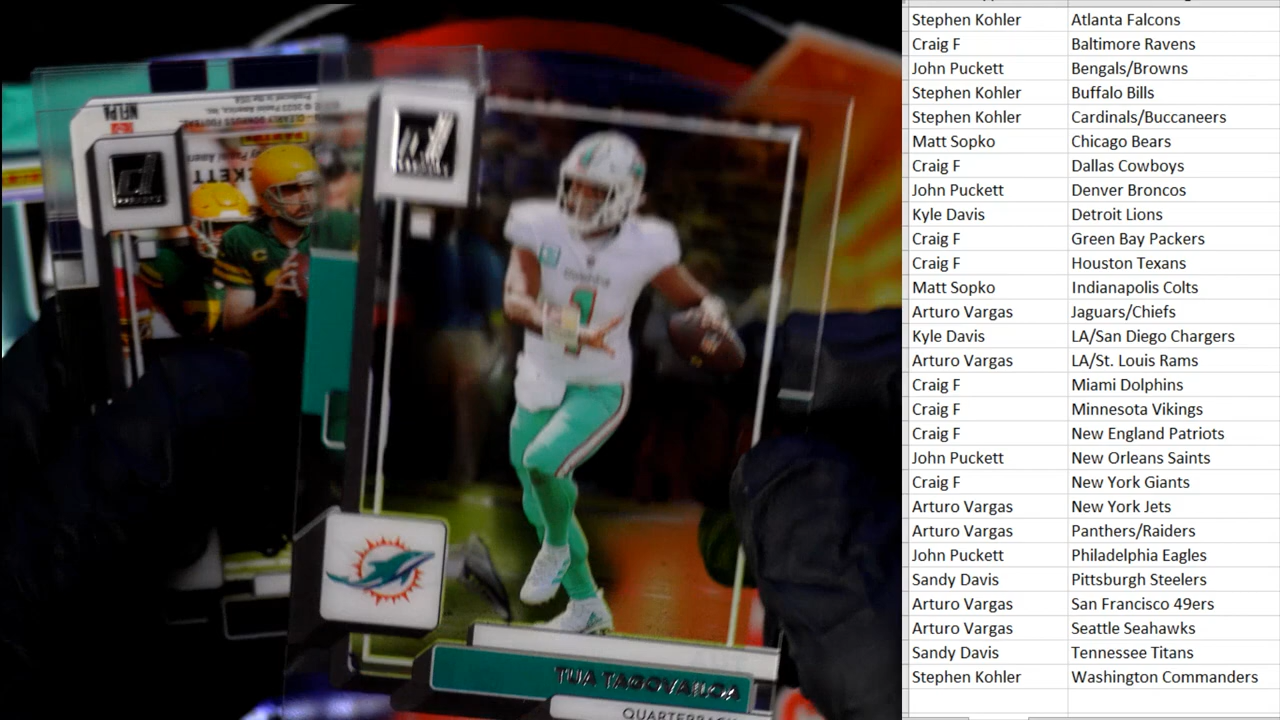 TUA TAGOVAILOA
QUARTERBACK
NFLPA
Stephen Kohler Atlanta Falcons
Craig F Baltimore Ravens
John Puckett Bengals/Browns
Stephen Kohler Buffalo Bills
Stephen Kohler Cardinals/Buccaneers
Matt Sopko Chicago Bears
Craig F Dallas Cowboys
John Puckett Denver Broncos
Kyle Davis Detroit Lions
Craig F Green Bay Packers
Craig F Houston Texans
Matt Sopko Indianapolis Colts
Arturo Vargas Jaguars/Chiefs
Kyle Davis LA/San Diego Chargers
Arturo Vargas LA/St. Louis Rams
Craig F Miami Dolphins
Craig F Minnesota Vikings
Craig F New England Patriots
John Puckett New Orleans Saints
Craig F New York Giants
Arturo Vargas New York Jets
Arturo Vargas Panthers/Raiders
John Puckett Philadelphia Eagles
Sandy Davis Pittsburgh Steelers
Arturo Vargas San Francisco 49ers
Arturo Vargas Seattle Seahawks
Sandy Davis Tennessee Titans
Stephen Kohler Washington Commanders